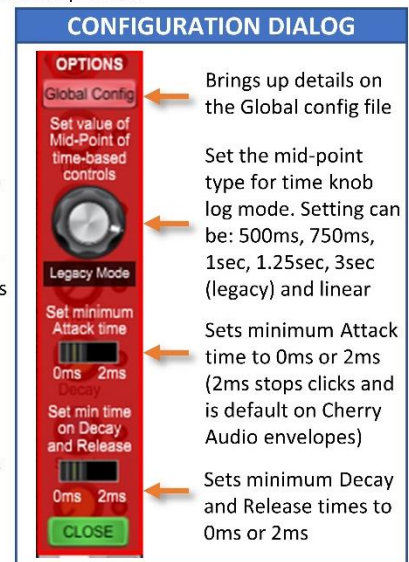 CONFIGURATION DIALOG
OPTIONS
Global Config
Set value of
Mid-Point of
time-based
controls
Legacy Mode
Set minimum
Attack time
0ms 2ms
Decay
Set min time
on Decay
and Release
0ms 2ms
CLOSE
Brings up details on
the Global config file
Set the mid-point
type for time knob
log mode. Setting can
be: 500ms, 750ms,
1sec, 1.25sec, 3sec
(legacy) and linear
Sets minimum Attack
time to 0ms or 2ms
(2ms stops clicks and
is default on Cherry
Audio envelopes)
Sets minimum Decay
and Release times to
0ms or 2ms